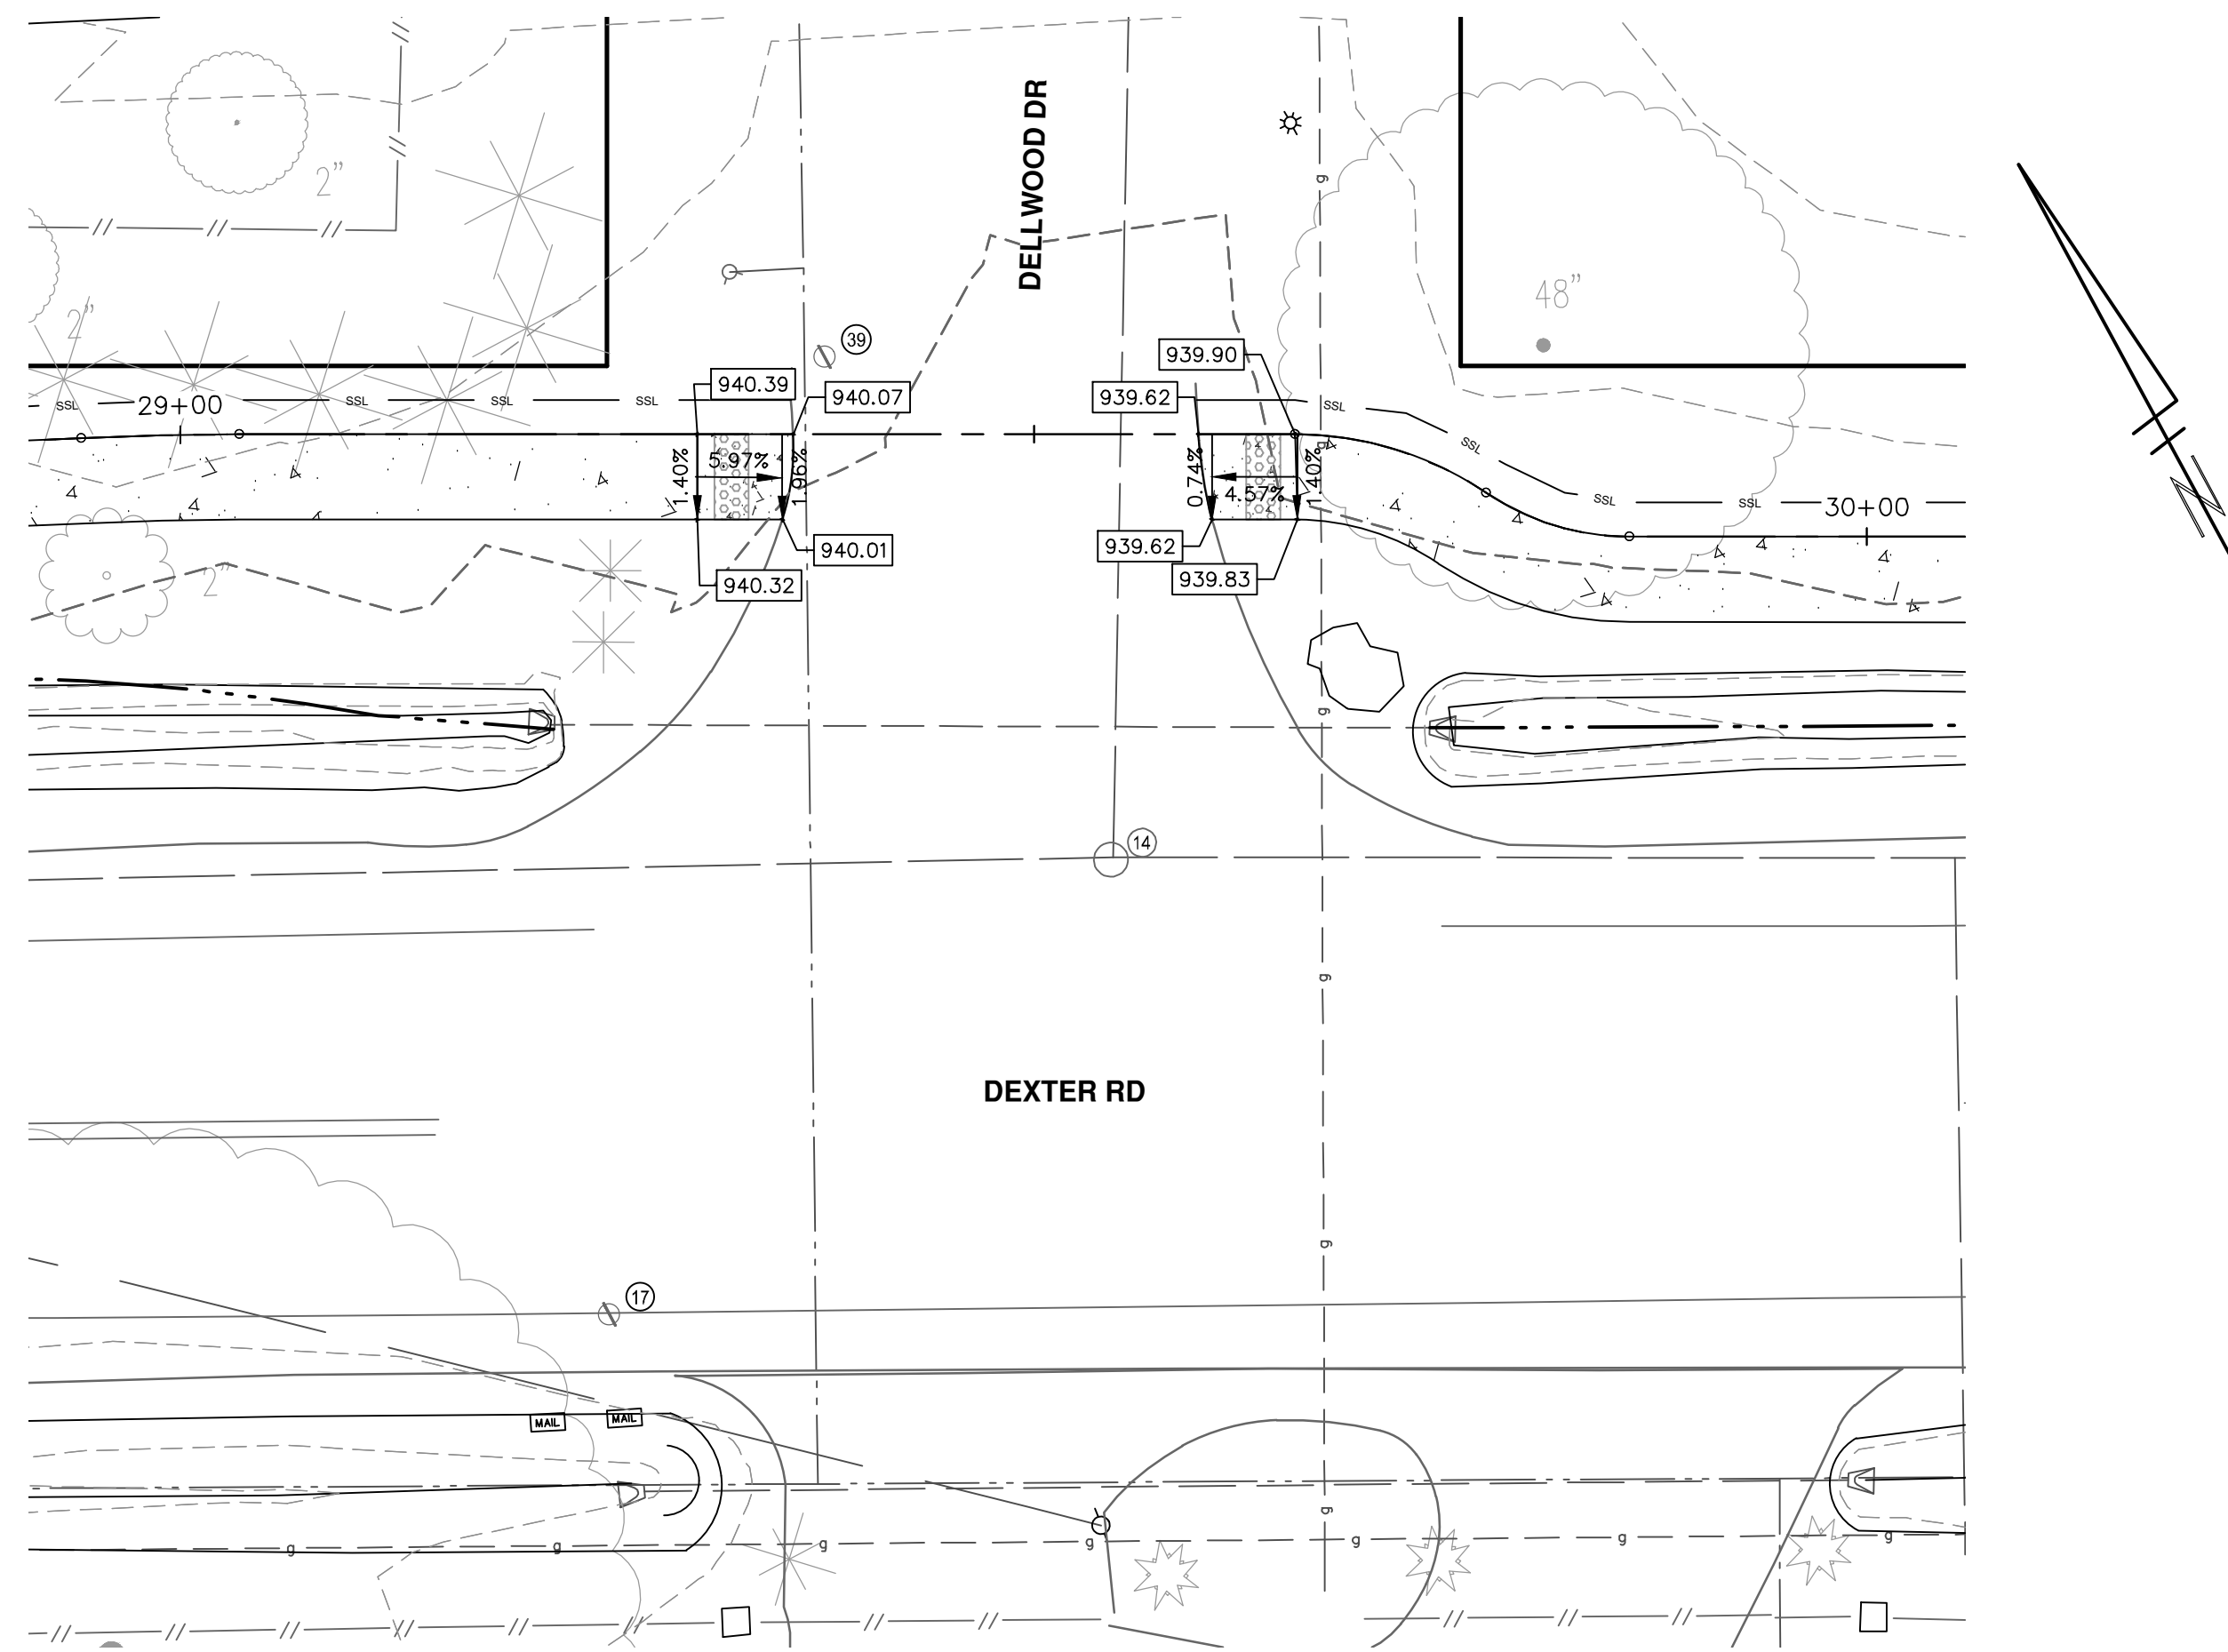 DELLWOOD DR
g
2"
48"
2"
39
939.90
940.39
940.07
939.62
SSL
29+00
SSL
SSL
SSL
SSL
SSL
g
1.40%
5.97%
1.96%
0.74%
4.57%
1.40%
SSL
SSL
30+00
940.01
939.62
940.32
939.83
2"
g
14
g
DEXTER RD
g
17
MAIL
MAIL
g
g
g
g
g
g
g
g